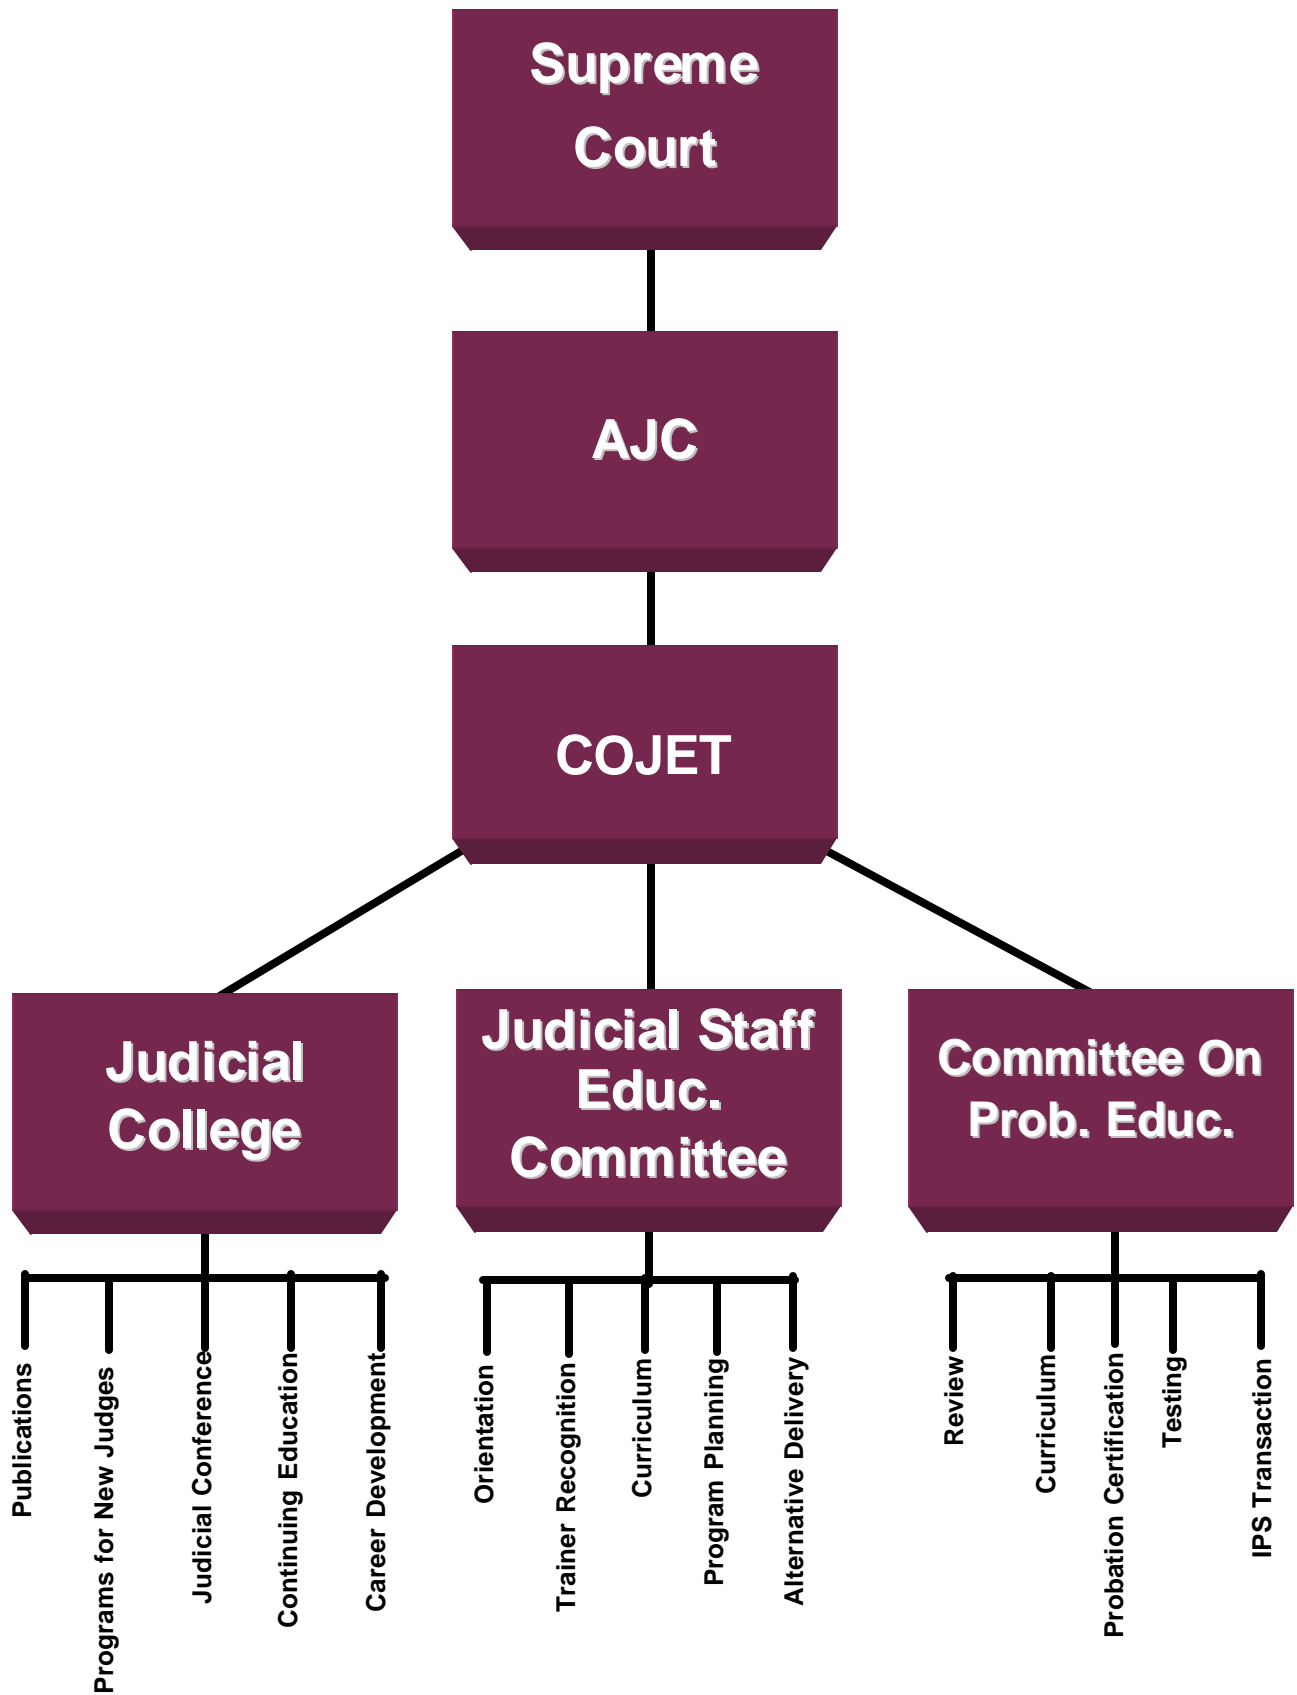 Supreme
Court
AJC
COJET
Judicial
College
Judicial Staff
Educ.
Committee
Committee On
Prob. Educ.
Publications
Programs for New Judges
Judicial Conference
Continuing Education
Career Development
Orientation
Trainer Recognition
Curriculum
Program Planning
Alternative Delivery
Review
Curriculum
Probation Certification
Testing
IPS Transaction